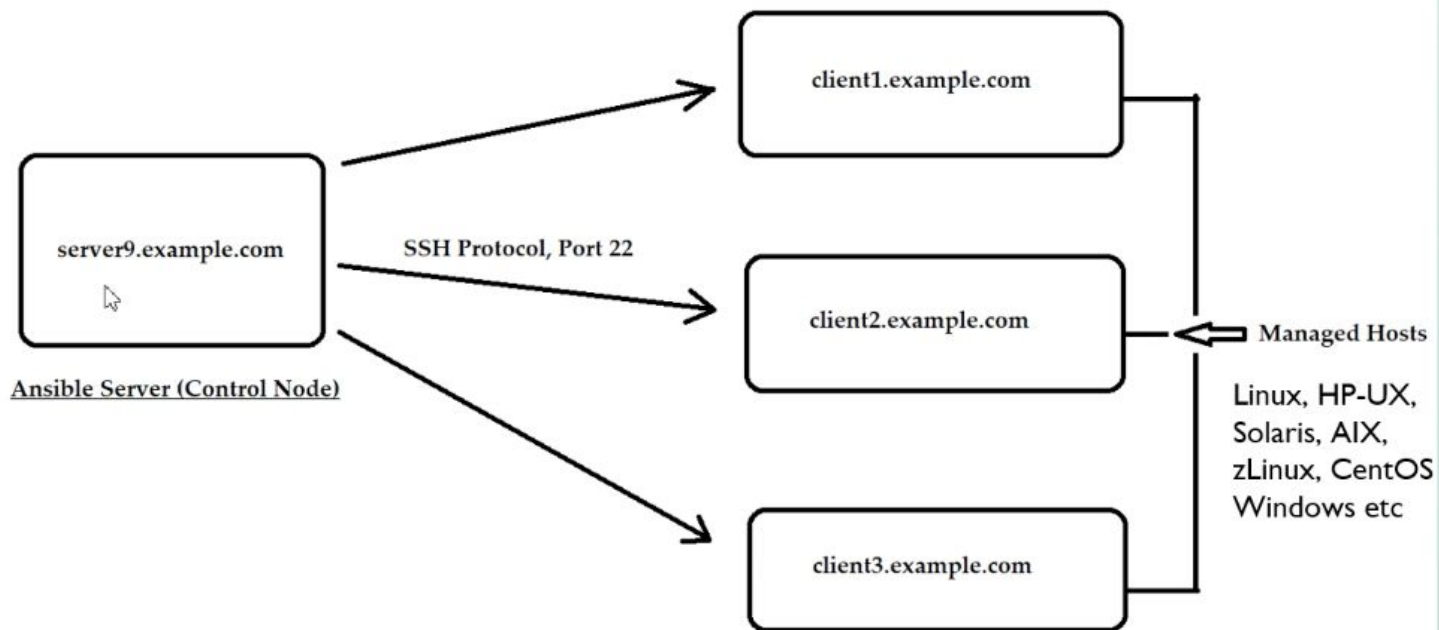 client1.example.com
server9.example.com
SSH Protocol, Port 22
client2.example.com
Managed Hosts
Ansible Server (Control Node)
Linux, HP-UX,
Solaris, AIX,
zLinux, CentOS
Windows etc
client3.example.com